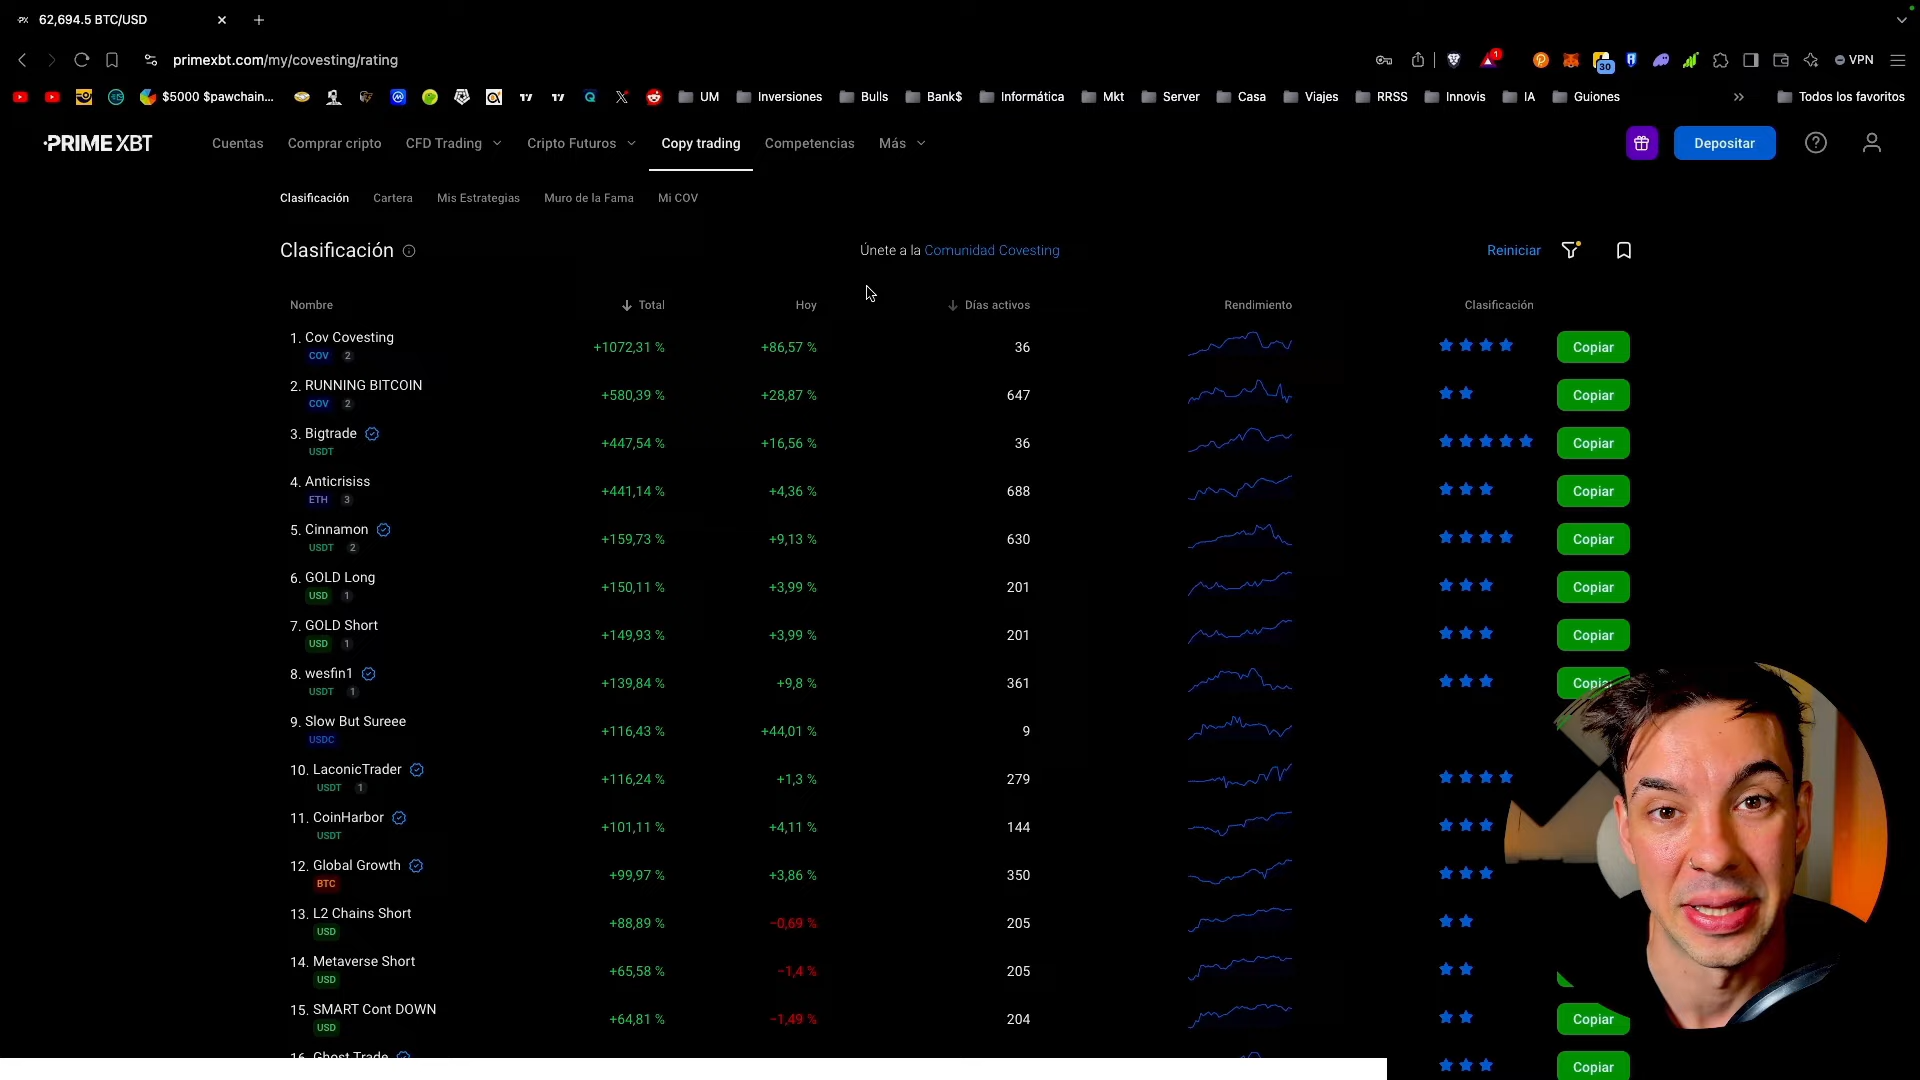 62,694.5 BTC/USD
primexbt.com/my/covesting/rating
1
30
VPN
$5000 $pawchain...
UM
Inversiones
Bulls
Bank$
Informática
Mkt
Server
Casa
Viajes
RRSS
Innovis
IA
Guiones
Todos los favoritos
PRIME XBT
Cuentas
Comprar cripto
CFD Trading
Cripto Futuros
Copy trading
Competencias
Más
Depositar
Clasificación
Cartera
Mis Estrategias
Muro de la Fama
Mi COV
Clasificación
Únete a la Comunidad Covesting
Reiniciar
Nombre
Total
Hoy
Días activos
Rendimiento
Clasificación
1. Cov Covesting
COV 2
+1072,31 %
+86,57 %
36
Copiar
2. RUNNING BITCOIN
COV 2
+580,39 %
+28,87 %
647
Copiar
3. Bigtrade
USDT
+447,54 %
+16,56 %
36
Copiar
4. Anticrisiss
ETH 3
+441,14 %
+4,36 %
688
Copiar
5. Cinnamon
USDT 2
+159,73 %
+9,13 %
630
Copiar
6. GOLD Long
USD 1
+150,11 %
+3,99 %
201
Copiar
7. GOLD Short
USD 1
+149,93 %
+3,99 %
201
Copiar
8. wesfin1
USDT 1
+139,84 %
+9,8 %
361
Copiar
9. Slow But Sureee
USDC
+116,43 %
+44,01 %
9
10. LaconicTrader
USDT 1
+116,24 %
+1,3 %
279
11. CoinHarbor
USDT
+101,11 %
+4,11 %
144
12. Global Growth
BTC
+99,97 %
+3,86 %
350
13. L2 Chains Short
USD
+88,89 %
−0,69 %
205
14. Metaverse Short
USD
+65,58 %
−1,4 %
205
15. SMART Cont DOWN
USD
+64,81 %
−1,49 %
204
Copiar
16. Ghost Trade
Copiar